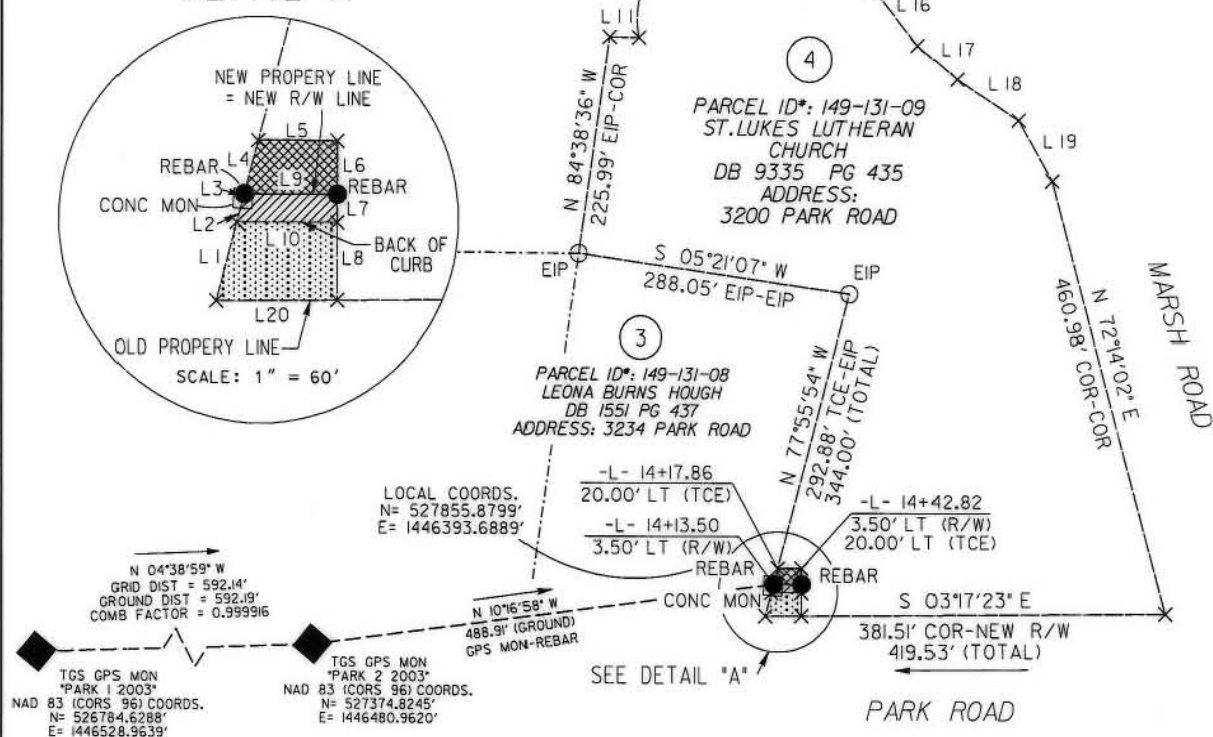 NEW PROPERY LINE
= NEW R/W LINE
L5
L4
L6
REBAR
L9
REBAR
L3
CONC MON
L7
L2
L10
BACK OF
CURB
L1
L8
L20
OLD PROPERY LINE
SCALE: 1" = 60'
L11
L16
L17
L18
L19
N 84°38'36" W
225.99' EIP-COR
4
PARCEL ID#: 149-131-09
ST.LUKES LUTHERAN
CHURCH
DB 9335 PG 435
ADDRESS:
3200 PARK ROAD
EIP
S 05°21'07" W
288.05' EIP-EIP
EIP
N 72°14'02" E
460.98' COR-COR
MARSH ROAD
3
PARCEL ID#: 149-131-08
LEONA BURNS HOUGH
DB 1551 PG 437
ADDRESS: 3234 PARK ROAD
N 77°55'54" W
292.88' TCE-EIP
344.00' (TOTAL)
-L- 14+17.86
20.00' LT (TCE)
-L- 14+13.50
3.50' LT (R/W)
-L- 14+42.82
3.50' LT (R/W)
20.00' LT (TCE)
LOCAL COORDS.
N= 527855.8799'
E= 1446393.6889'
REBAR
REBAR
CONC MON
N 04°38'59" W
GRID DIST = 592.14'
GROUND DIST = 592.19'
COMB FACTOR = 0.999916
N 10°16'58" W
488.91' (GROUND)
GPS MON-REBAR
S 03°17'23" E
381.51' COR-NEW R/W
419.53' (TOTAL)
SEE DETAIL "A"
TGS GPS MON
"PARK 1 2003"
NAD 83 (CORS 96) COORDS.
N= 526784.6288'
E= 1446528.9639'
TGS GPS MON
"PARK 2 2003"
NAD 83 (CORS 96) COORDS.
N= 527374.8245'
E= 1446480.9620'
PARK ROAD